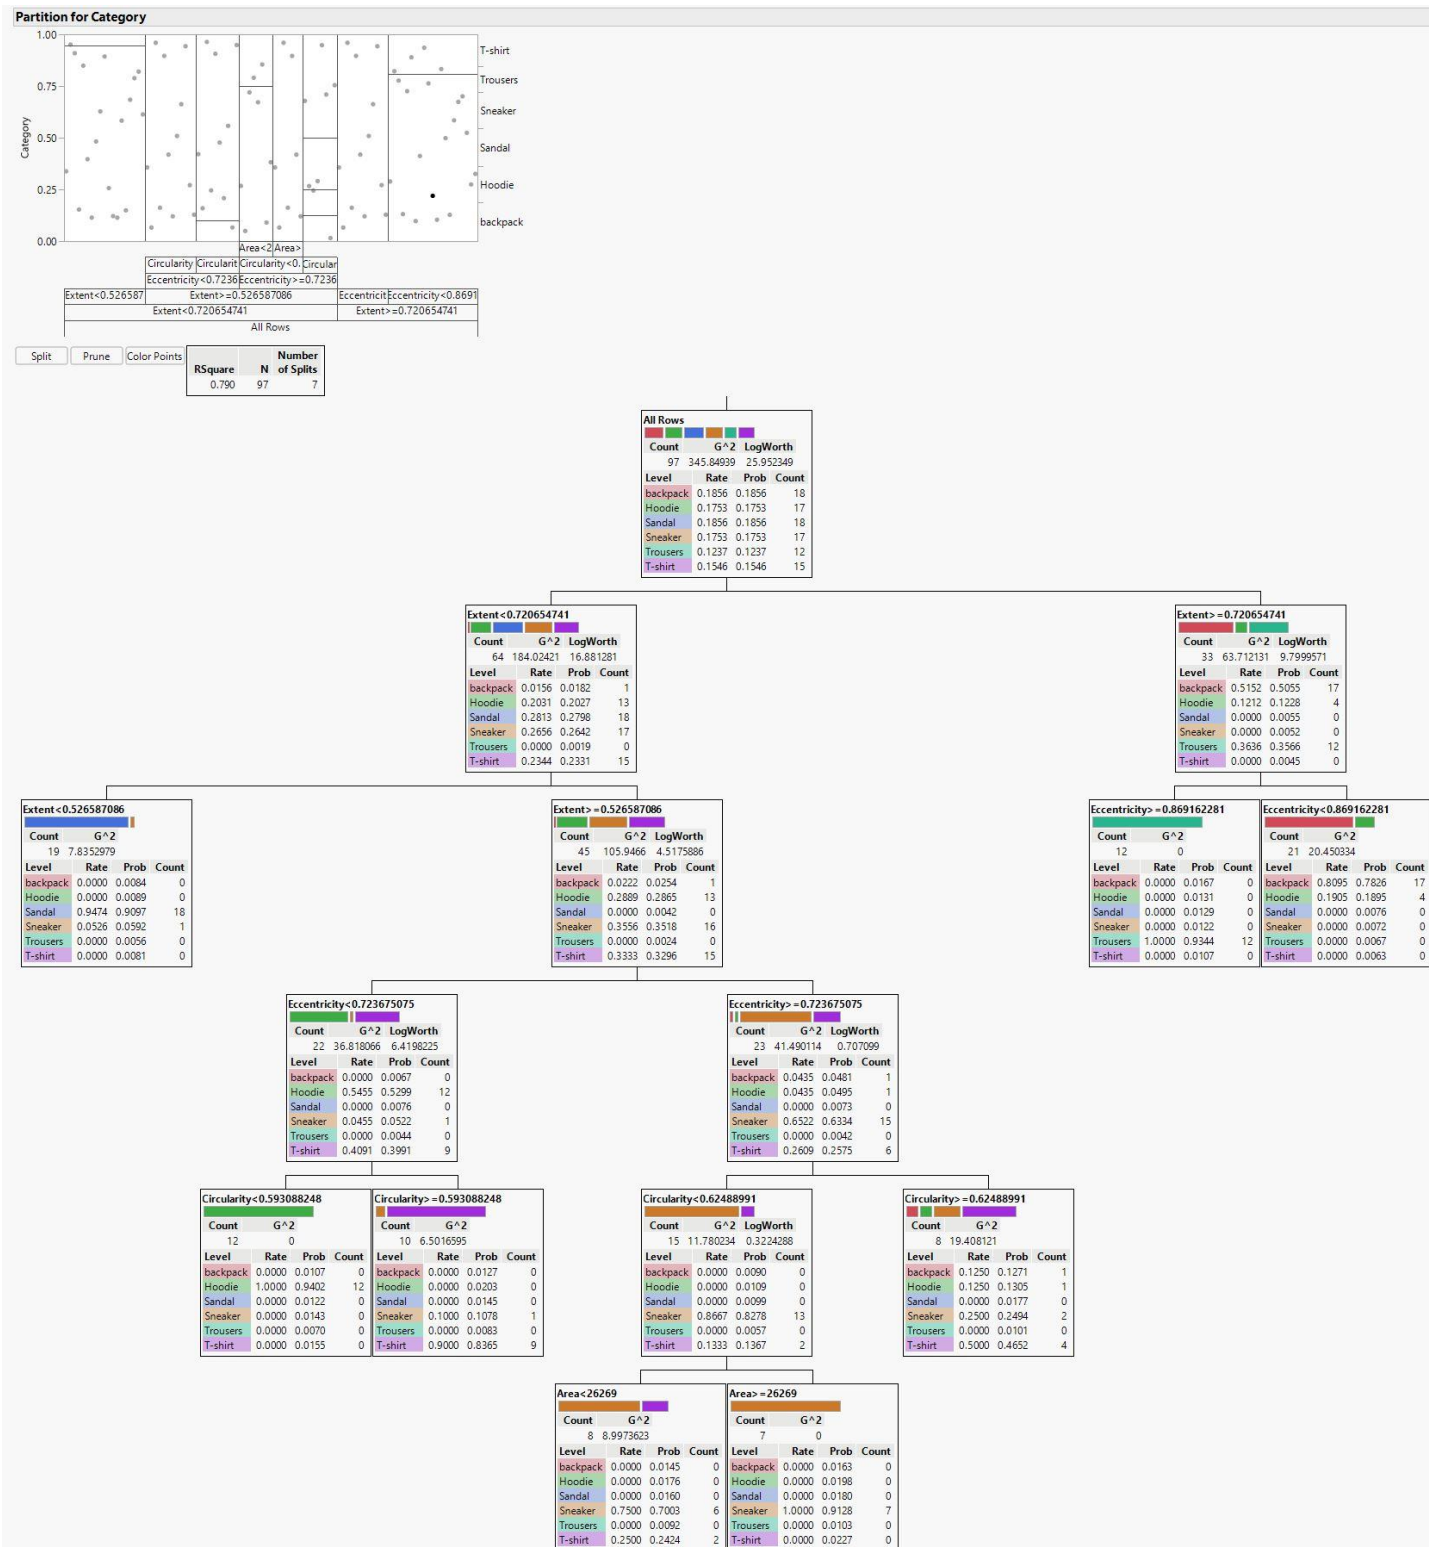 Partition for Category
1.00
0.75
0.50
0.25
0.00
Category
T-shirt
Trousers
Sneaker
Sandal
Hoodie
backpack
Area<2 Area>
Circularity Circularit Circularity<0. Circular
Eccentricity<0.7236 Eccentricity>=0.7236
Extent<0.526587 Extent>=0.526587086 Eccentricit Eccentricity<0.8691
Extent<0.720654741 Extent>=0.720654741
All Rows
Split Prune Color Points
RSquare N Number of Splits
0.790 97 7
All Rows
Count G^2 LogWorth
97 345.84939 25.952349
Level Rate Prob Count
backpack 0.1856 0.1856 18
Hoodie 0.1753 0.1753 17
Sandal 0.1856 0.1856 18
Sneaker 0.1753 0.1753 17
Trousers 0.1237 0.1237 12
T-shirt 0.1546 0.1546 15
Extent<0.720654741
Count G^2 LogWorth
64 184.02421 16.881281
Level Rate Prob Count
backpack 0.0156 0.0182 1
Hoodie 0.2031 0.2027 13
Sandal 0.2813 0.2798 18
Sneaker 0.2656 0.2642 17
Trousers 0.0000 0.0019 0
T-shirt 0.2344 0.2331 15
Extent>=0.720654741
Count G^2 LogWorth
33 63.712131 9.7999571
Level Rate Prob Count
backpack 0.5152 0.5055 17
Hoodie 0.1212 0.1228 4
Sandal 0.0000 0.0055 0
Sneaker 0.0000 0.0052 0
Trousers 0.3636 0.3566 12
T-shirt 0.0000 0.0045 0
Extent<0.526587086
Count G^2
19 7.8352979
Level Rate Prob Count
backpack 0.0000 0.0084 0
Hoodie 0.0000 0.0089 0
Sandal 0.9474 0.9097 18
Sneaker 0.0526 0.0592 1
Trousers 0.0000 0.0056 0
T-shirt 0.0000 0.0081 0
Extent>=0.526587086
Count G^2 LogWorth
45 105.9466 4.5175886
Level Rate Prob Count
backpack 0.0222 0.0254 1
Hoodie 0.2889 0.2865 13
Sandal 0.0000 0.0042 0
Sneaker 0.3556 0.3518 16
Trousers 0.0000 0.0024 0
T-shirt 0.3333 0.3296 15
Eccentricity>=0.869162281
Count G^2
12 0
Level Rate Prob Count
backpack 0.0000 0.0167 0
Hoodie 0.0000 0.0131 0
Sandal 0.0000 0.0129 0
Sneaker 0.0000 0.0122 0
Trousers 1.0000 0.9344 12
T-shirt 0.0000 0.0107 0
Eccentricity<0.869162281
Count G^2
21 20.450334
Level Rate Prob Count
backpack 0.8095 0.7826 17
Hoodie 0.1905 0.1895 4
Sandal 0.0000 0.0076 0
Sneaker 0.0000 0.0072 0
Trousers 0.0000 0.0067 0
T-shirt 0.0000 0.0063 0
Eccentricity<0.723675075
Count G^2 LogWorth
22 36.818066 6.4198225
Level Rate Prob Count
backpack 0.0000 0.0067 0
Hoodie 0.5455 0.5299 12
Sandal 0.0000 0.0076 0
Sneaker 0.0455 0.0522 1
Trousers 0.0000 0.0044 0
T-shirt 0.4091 0.3991 9
Eccentricity>=0.723675075
Count G^2 LogWorth
23 41.490114 0.707099
Level Rate Prob Count
backpack 0.0435 0.0481 1
Hoodie 0.0435 0.0495 1
Sandal 0.0000 0.0073 0
Sneaker 0.6522 0.6334 15
Trousers 0.0000 0.0042 0
T-shirt 0.2609 0.2575 6
Circularity<0.593088248
Count G^2
12 0
Level Rate Prob Count
backpack 0.0000 0.0107 0
Hoodie 1.0000 0.9402 12
Sandal 0.0000 0.0122 0
Sneaker 0.0000 0.0143 0
Trousers 0.0000 0.0070 0
T-shirt 0.0000 0.0155 0
Circularity>=0.593088248
Count G^2
10 6.5016595
Level Rate Prob Count
backpack 0.0000 0.0127 0
Hoodie 0.0000 0.0203 0
Sandal 0.0000 0.0145 0
Sneaker 0.1000 0.1078 1
Trousers 0.0000 0.0083 0
T-shirt 0.9000 0.8365 9
Circularity<0.62488991
Count G^2 LogWorth
15 11.780234 0.3224288
Level Rate Prob Count
backpack 0.0000 0.0090 0
Hoodie 0.0000 0.0109 0
Sandal 0.0000 0.0099 0
Sneaker 0.8667 0.8278 13
Trousers 0.0000 0.0057 0
T-shirt 0.1333 0.1367 2
Circularity>=0.62488991
Count G^2
8 19.408121
Level Rate Prob Count
backpack 0.1250 0.1271 1
Hoodie 0.1250 0.1305 1
Sandal 0.0000 0.0177 0
Sneaker 0.2500 0.2494 2
Trousers 0.0000 0.0101 0
T-shirt 0.5000 0.4652 4
Area<26269
Count G^2
8 8.9973623
Level Rate Prob Count
backpack 0.0000 0.0145 0
Hoodie 0.0000 0.0176 0
Sandal 0.0000 0.0160 0
Sneaker 0.7500 0.7003 6
Trousers 0.0000 0.0092 0
T-shirt 0.2500 0.2424 2
Area>=26269
Count G^2
7 0
Level Rate Prob Count
backpack 0.0000 0.0163 0
Hoodie 0.0000 0.0198 0
Sandal 0.0000 0.0180 0
Sneaker 1.0000 0.9128 7
Trousers 0.0000 0.0103 0
T-shirt 0.0000 0.0227 0